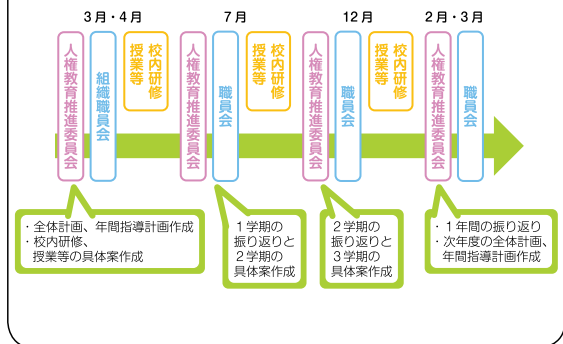 3月・4月
7月
12月
2月・3月
人権教育推進委員会
組織職員会
校内研修
授業等
人権教育推進委員会
職員会
校内研修
授業等
人権教育推進委員会
職員会
校内研修
授業等
人権教育推進委員会
職員会
・全体計画、年間指導計画作成
・校内研修、
授業等の具体案作成
1学期の
振り返りと
2学期の
具体案作成
2学期の
振り返りと
3学期の
具体案作成
・1年間の振り返り
・次年度の全体計画、
年間指導計画作成